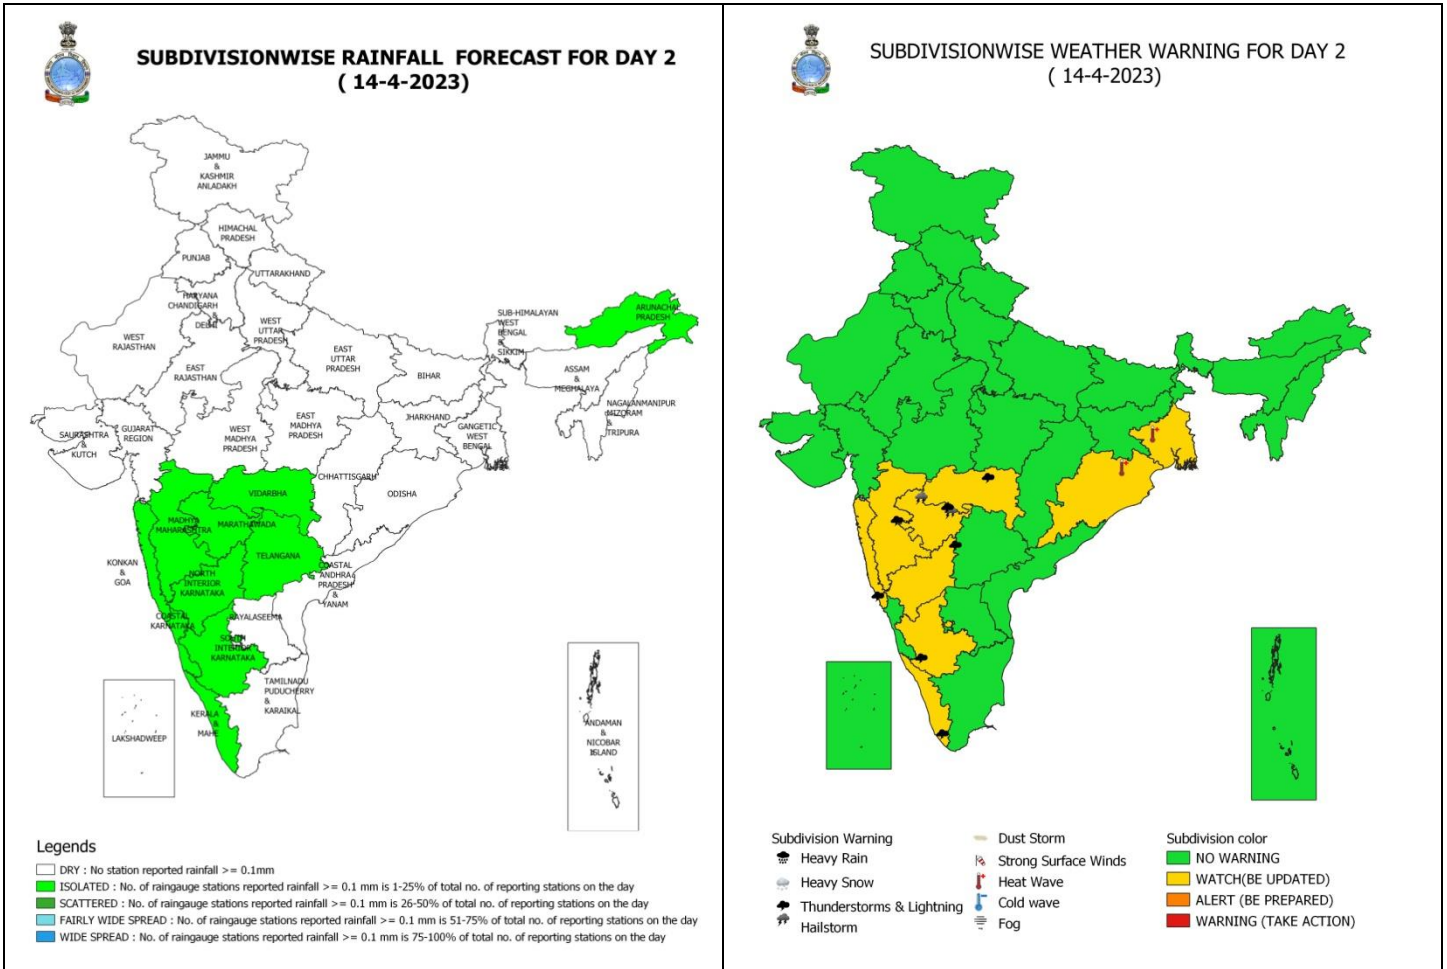 SUBDIVISIONWISE RAINFALL FORECAST FOR DAY 2
( 14-4-2023)
JAMMU
&
KASHMIR
ANLADAKH
HIMACHAL
PRADESH
PUNJAB
UTTARAKHAND
HARYANA
CHANDIGARH
&
DELHI
WEST
RAJASTHAN
WEST
UTTAR
PRADESH
EAST
UTTAR
PRADESH
EAST
RAJASTHAN
BIHAR
SUB-HIMALAYAN
WEST
BENGAL
&
SIKKIM
ARUNACHAL
PRADESH
ASSAM
&
MEGHALAYA
NAGALANMANIPUR
MIZORAM
&
TRIPURA
SAURASHTRA
&
KUTCH
GUJARAT
REGION
WEST
MADHYA
PRADESH
EAST
MADHYA
PRADESH
JHARKHAND
GANGETIC
WEST
BENGAL
CHHATTISGARH
ODISHA
VIDARBHA
MADHYA
MAHARASHTRA
MARATHAWADA
TELANGANA
KONKAN
&
GOA
NORTH
INTERIOR
KARNATAKA
COASTAL
ANDHRA
PRADESH
&
YANAM
COASTAL
KARNATAKA
RAYALASEEMA
SOUTH
INTERIOR
KARNATAKA
TAMILNADU
PUDUCHERRY
&
KARAIKAL
KERALA
&
MAHE
LAKSHADWEEP
ANDAMAN
&
NICOBAR
ISLAND
Legends
DRY : No station reported rainfall >= 0.1mm
ISOLATED : No. of raingauge stations reported rainfall >= 0.1 mm is 1-25% of total no. of reporting stations on the day
SCATTERED : No. of raingauge stations reported rainfall >= 0.1 mm is 26-50% of total no. of reporting stations on the day
FAIRLY WIDE SPREAD : No. of raingauge stations reported rainfall >= 0.1 mm is 51-75% of total no. of reporting stations on the day
WIDE SPREAD : No. of raingauge stations reported rainfall >= 0.1 mm is 75-100% of total no. of reporting stations on the day
SUBDIVISIONWISE WEATHER WARNING FOR DAY 2
( 14-4-2023)
Subdivision Warning
Heavy Rain
Heavy Snow
Thunderstorms & Lightning
Hailstorm
Dust Storm
Strong Surface Winds
Heat Wave
Cold wave
Fog
Subdivision color
NO WARNING
WATCH(BE UPDATED)
ALERT (BE PREPARED)
WARNING (TAKE ACTION)